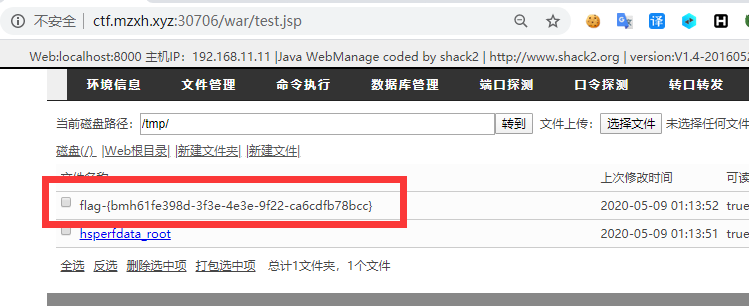 不安全 | ctf.mzxh.xyz:30706/war/test.jsp
Web:localhost:8000 主机IP：192.168.11.11 |Java WebManage coded by shack2 | http://www.shack2.org | version:V1.4-2016052
环境信息 文件管理 命令执行 数据库管理 端口探测 口令探测 转口转发
当前磁盘路径: /tmp/ 转到 文件上传: 选择文件 未选择任何文件
磁盘(/) |Web根目录| |新建文件夹| |新建文件|
文件名称 上次修改时间 可读
flag-{bmh61fe398d-3f3e-4e3e-9f22-ca6cdfb78bcc} 2020-05-09 01:13:52 true
hsperfdata_root 2020-05-09 01:13:51 true
全选 反选 删除选中项 打包选中项 总计1文件夹，1个文件